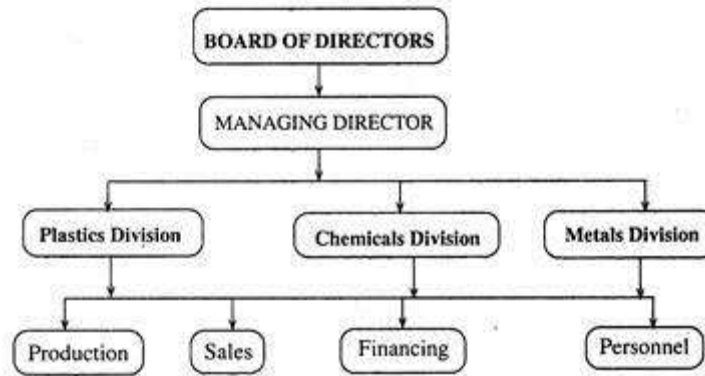 BOARD OF DIRECTORS
MANAGING DIRECTOR
Plastics Division
Chemicals Division
Metals Division
Production
Sales
Financing
Personnel